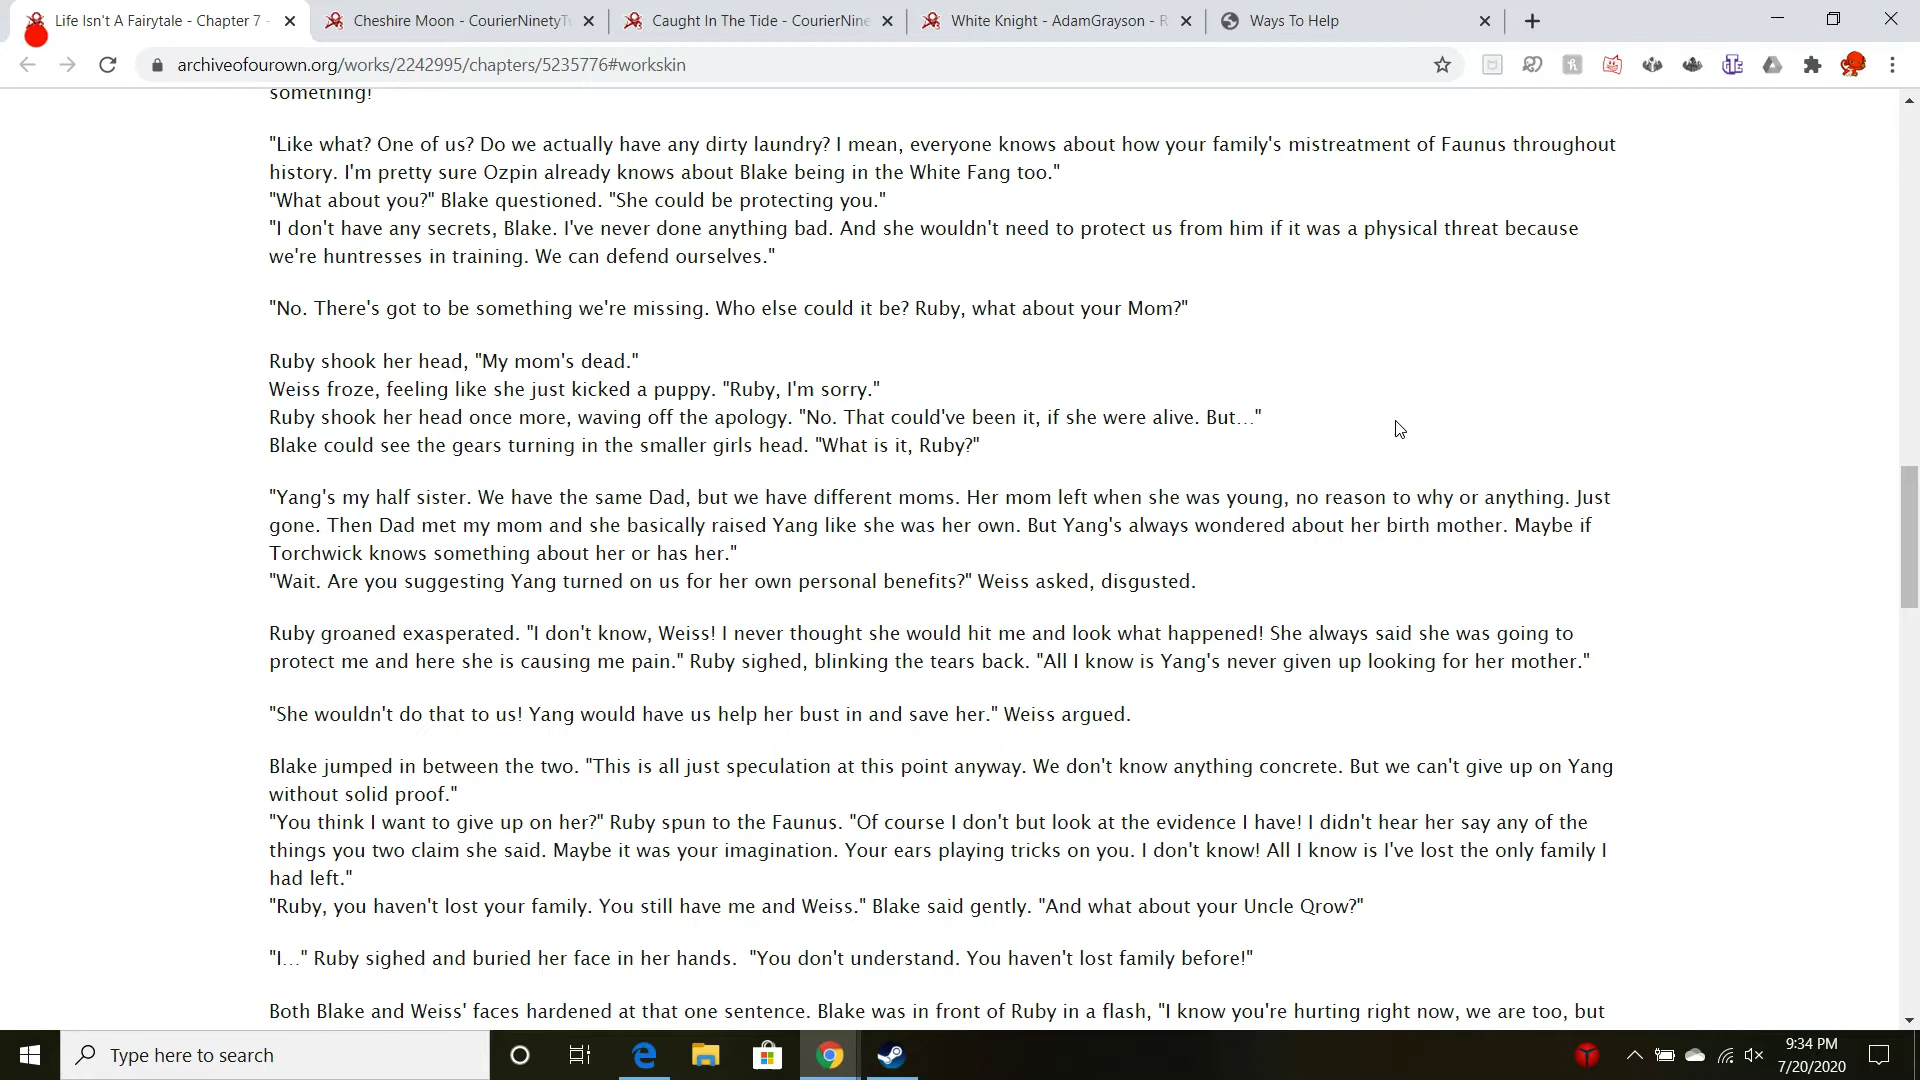 Life Isn't A Fairytale - Chapter 7 -
Cheshire Moon - CourierNinetyTw
Caught In The Tide - CourierNine
White Knight - AdamGrayson - R
Ways To Help
archiveofourown.org/works/2242995/chapters/5235776#workskin
something!
"Like what? One of us? Do we actually have any dirty laundry? I mean, everyone knows about how your family's mistreatment of Faunus throughout
history. I'm pretty sure Ozpin already knows about Blake being in the White Fang too."
"What about you?" Blake questioned. "She could be protecting you."
"I don't have any secrets, Blake. I've never done anything bad. And she wouldn't need to protect us from him if it was a physical threat because
we're huntresses in training. We can defend ourselves."
"No. There's got to be something we're missing. Who else could it be? Ruby, what about your Mom?"
Ruby shook her head, "My mom's dead."
Weiss froze, feeling like she just kicked a puppy. "Ruby, I'm sorry."
Ruby shook her head once more, waving off the apology. "No. That could've been it, if she were alive. But…"
Blake could see the gears turning in the smaller girls head. "What is it, Ruby?"
"Yang's my half sister. We have the same Dad, but we have different moms. Her mom left when she was young, no reason to why or anything. Just
gone. Then Dad met my mom and she basically raised Yang like she was her own. But Yang's always wondered about her birth mother. Maybe if
Torchwick knows something about her or has her."
"Wait. Are you suggesting Yang turned on us for her own personal benefits?" Weiss asked, disgusted.
Ruby groaned exasperated. "I don't know, Weiss! I never thought she would hit me and look what happened! She always said she was going to
protect me and here she is causing me pain." Ruby sighed, blinking the tears back. "All I know is Yang's never given up looking for her mother."
"She wouldn't do that to us! Yang would have us help her bust in and save her." Weiss argued.
Blake jumped in between the two. "This is all just speculation at this point anyway. We don't know anything concrete. But we can't give up on Yang
without solid proof."
"You think I want to give up on her?" Ruby spun to the Faunus. "Of course I don't but look at the evidence I have! I didn't hear her say any of the
things you two claim she said. Maybe it was your imagination. Your ears playing tricks on you. I don't know! All I know is I've lost the only family I
had left."
"Ruby, you haven't lost your family. You still have me and Weiss." Blake said gently. "And what about your Uncle Qrow?"
"I…" Ruby sighed and buried her face in her hands.  "You don't understand. You haven't lost family before!"
Both Blake and Weiss' faces hardened at that one sentence. Blake was in front of Ruby in a flash, "I know you're hurting right now, we are too, but
Type here to search
9:34 PM
7/20/2020